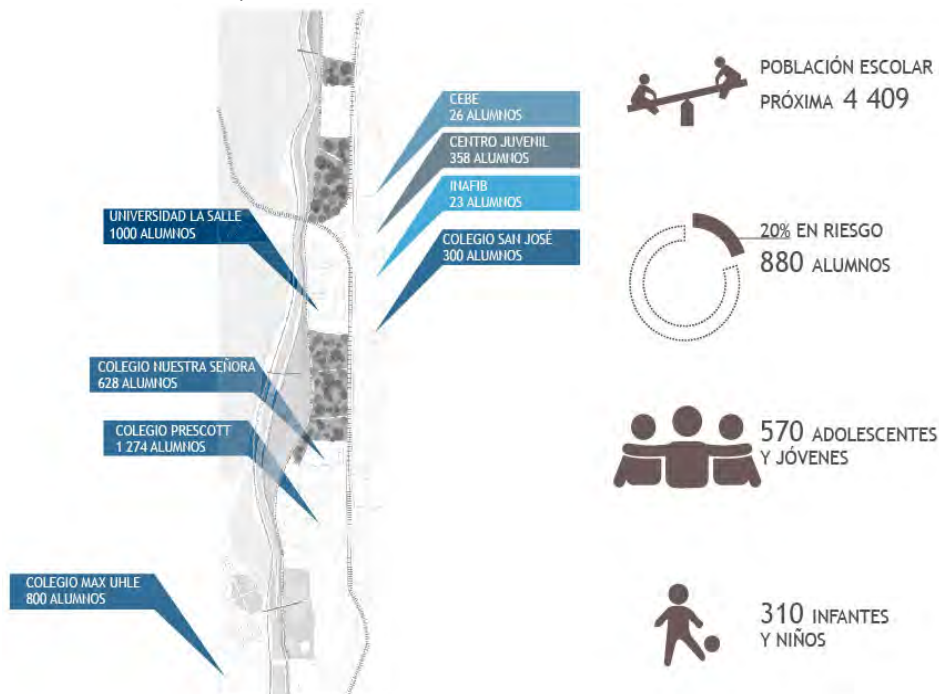 CEBE
26 ALUMNOS
CENTRO JUVENIL
358 ALUMNOS
INAFIB
23 ALUMNOS
UNIVERSIDAD LA SALLE
1000 ALUMNOS
COLEGIO SAN JOSÉ
300 ALUMNOS
COLEGIO NUESTRA SEÑORA
628 ALUMNOS
COLEGIO PRESCOTT
1 274 ALUMNOS
COLEGIO MAX UHLE
800 ALUMNOS
POBLACIÓN ESCOLAR
PRÓXIMA 4 409
20% EN RIESGO
880 ALUMNOS
570 ADOLESCENTES
Y JÓVENES
310 INFANTES
Y NIÑOS